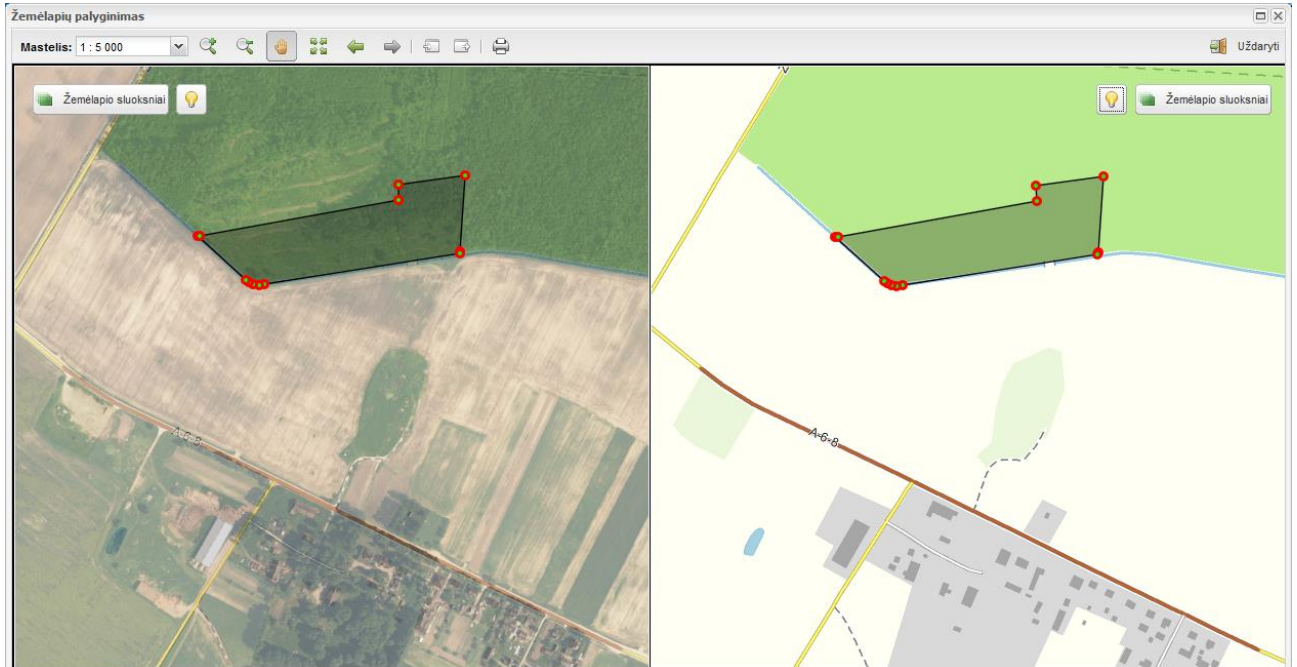 Žemėlapių palyginimas
Mastelis: 1 : 5 000
Uždaryti
Žemėlapio sluoksniai
Žemėlapio sluoksniai
A-6-8
A-6-8